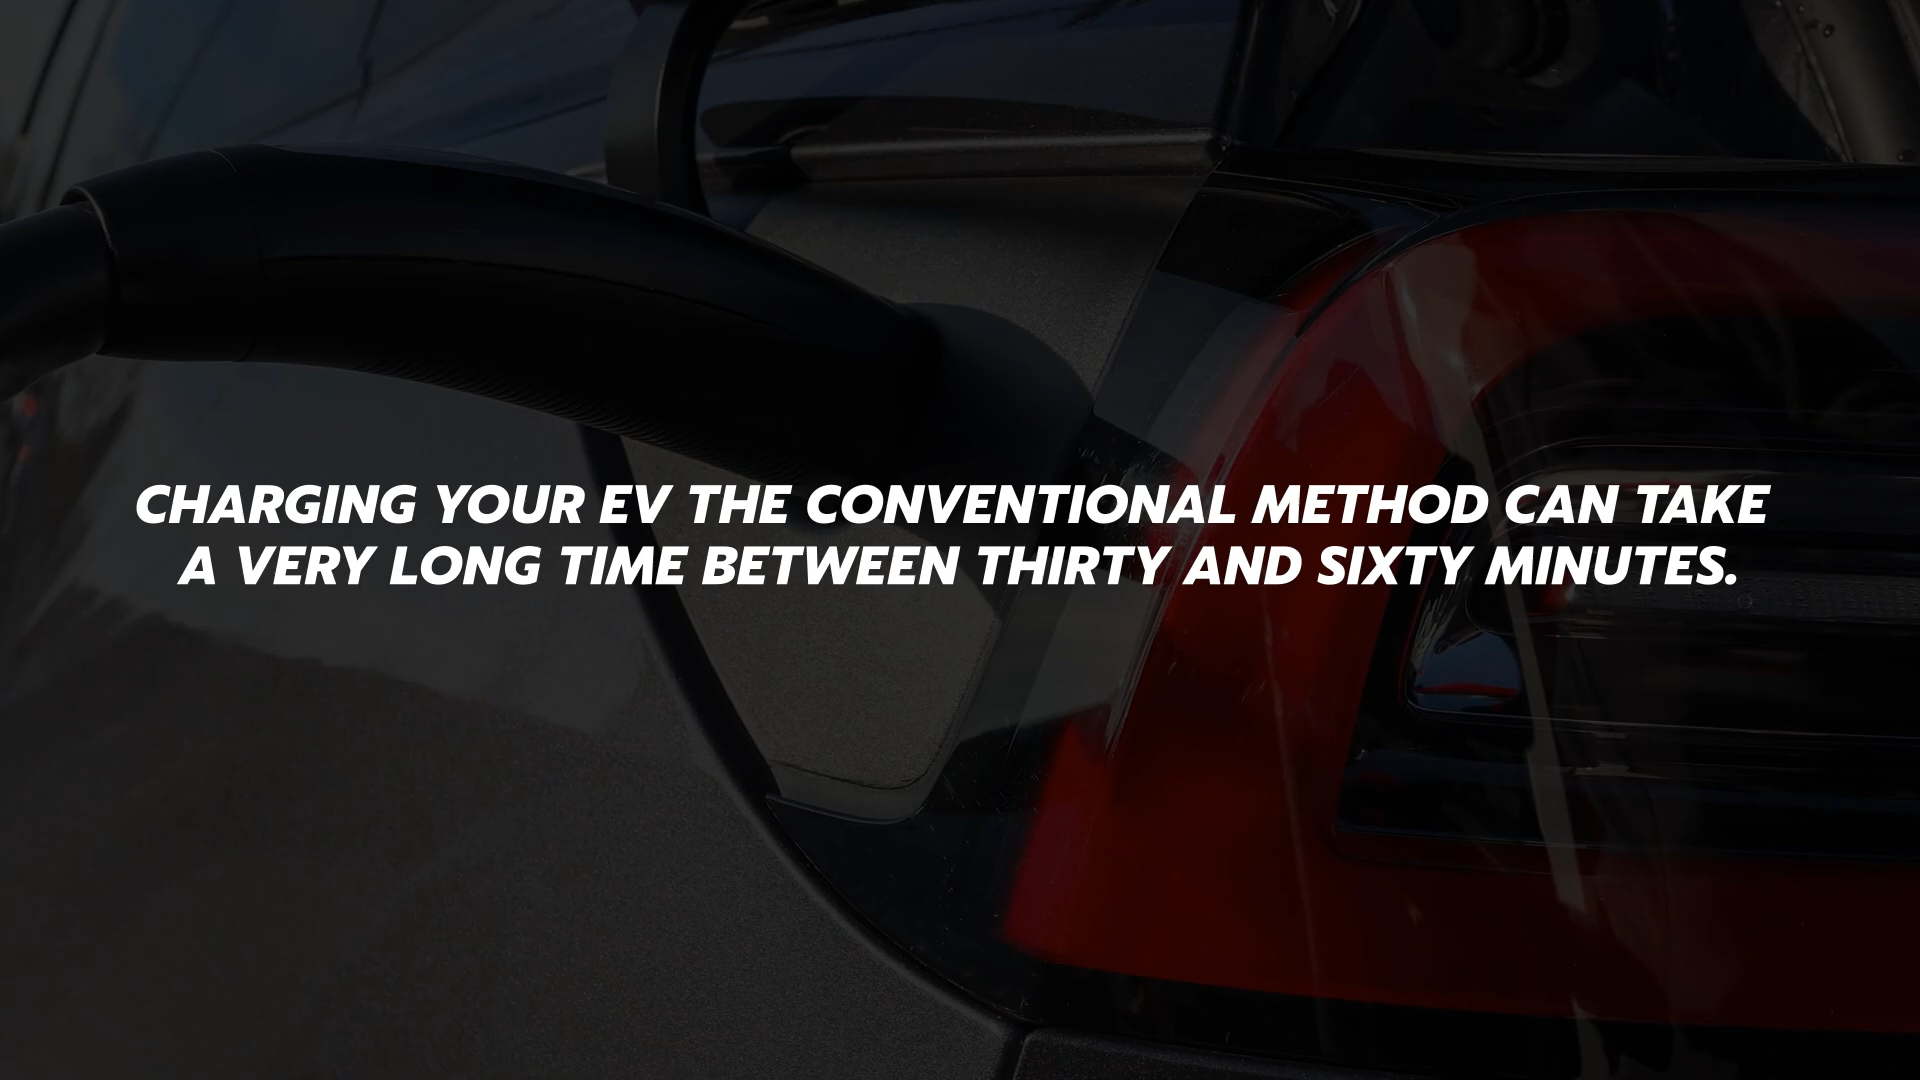 CHARGING YOUR EV THE CONVENTIONAL METHOD CAN TAKE
A VERY LONG TIME BETWEEN THIRTY AND SIXTY MINUTES.